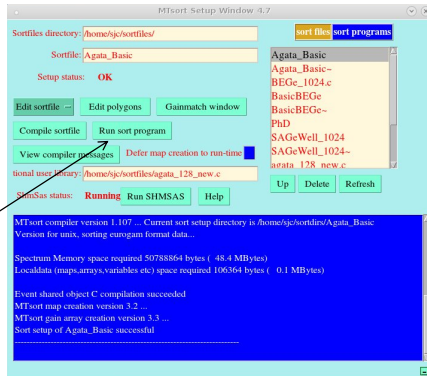 MTsort Setup Window 4.7
Sortfiles directory: /home/sjc/sortfiles/
sort files sort programs
Sortfile: Agata_Basic
Setup status: OK
Edit sortfile Edit polygons Gainmatch window
Compile sortfile Run sort program
View compiler messages Defer map creation to run-time
tional user library: /home/sjc/sortfiles/agata_128_new.c
ShmSas status: Running Run SHMSAS Help
Agata_Basic
Agata_Basic~
BEGe_1024.c
BasicBEGe
BasicBEGe~
PhD
SAGeWell_1024
SAGeWell_1024~
agata_128_new.c
Up Delete Refresh
MTsort compiler version 1.107 ... Current sort setup directory is /home/sjc/sortdirs/Agata_Basic
Version for unix, sorting eurogam format data...
Spectrum Memory space required 50788864 bytes ( 48.4 MBytes)
Localdata (maps,arrays,variables etc) space required 106364 bytes ( 0.1 MBytes)
Event shared object C compilation succeeded
MTsort map creation version 3.2 ...
MTsort gain array creation version 3.3 ...
Sort setup of Agata_Basic successful